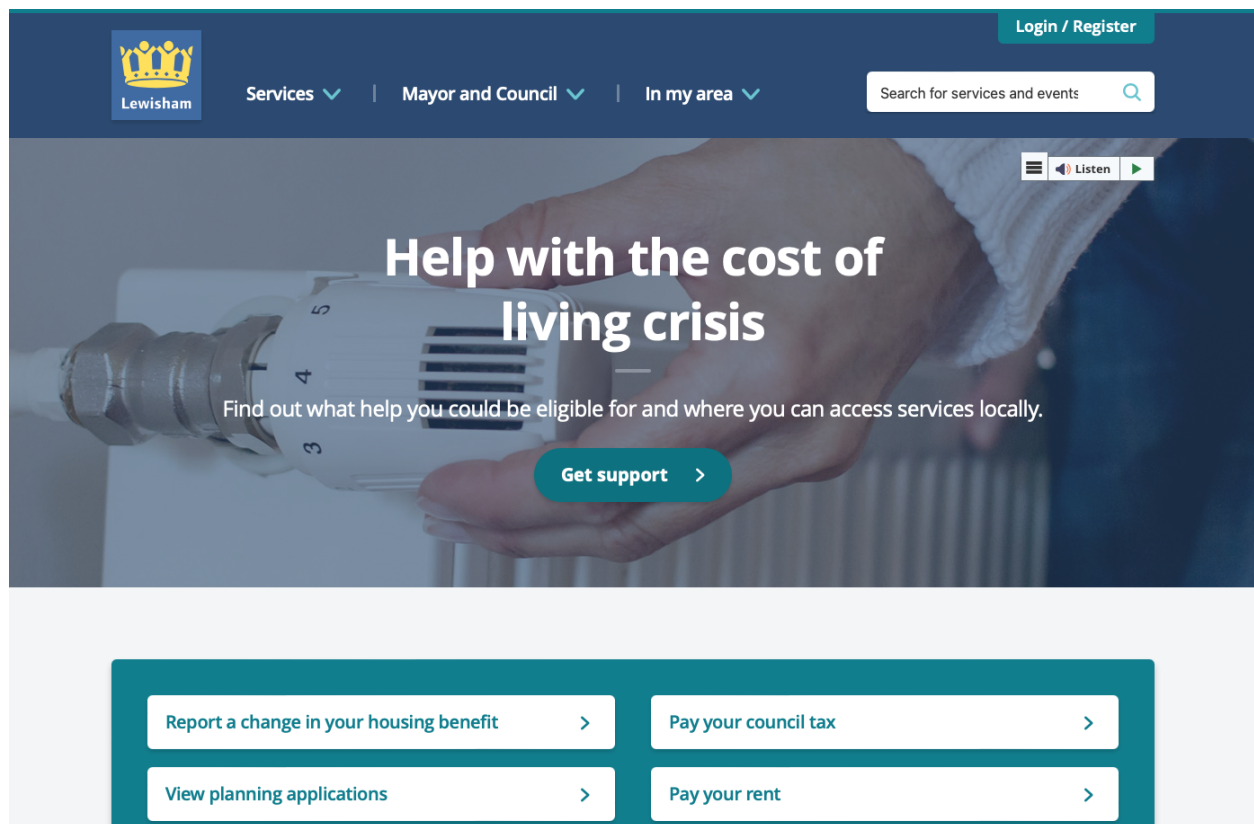 Login / Register
Lewisham
Services
Mayor and Council
In my area
Search for services and events
Listen
Help with the cost of
living crisis
5
4
3
Find out what help you could be eligible for and where you can access services locally.
Get support
Report a change in your housing benefit
Pay your council tax
View planning applications
Pay your rent